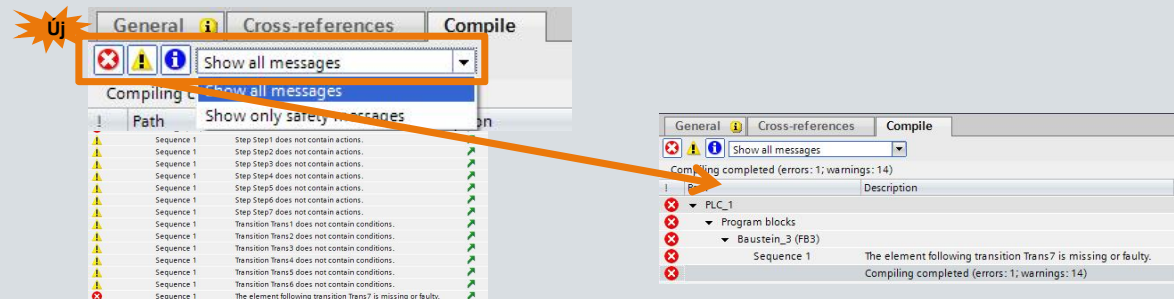 Új
General Cross-references Compile
Show all messages
Compiling c
Show all messages
Show only safety messages
! Path on
Sequence 1 Step Step1 does not contain actions.
Sequence 1 Step Step2 does not contain actions.
Sequence 1 Step Step3 does not contain actions.
Sequence 1 Step Step4 does not contain actions.
Sequence 1 Step Step5 does not contain actions.
Sequence 1 Step Step6 does not contain actions.
Sequence 1 Step Step7 does not contain actions.
Sequence 1 Transition Trans1 does not contain conditions.
Sequence 1 Transition Trans2 does not contain conditions.
Sequence 1 Transition Trans3 does not contain conditions.
Sequence 1 Transition Trans4 does not contain conditions.
Sequence 1 Transition Trans5 does not contain conditions.
Sequence 1 Transition Trans6 does not contain conditions.
Sequence 1 The element following transition Trans7 is missing or faulty.
General Cross-references Compile
Show all messages
Compiling completed (errors: 1; warnings: 14)
! Description
PLC_1
Program blocks
Baustein_3 (FB3)
Sequence 1 The element following transition Trans7 is missing or faulty.
Compiling completed (errors: 1; warnings: 14)